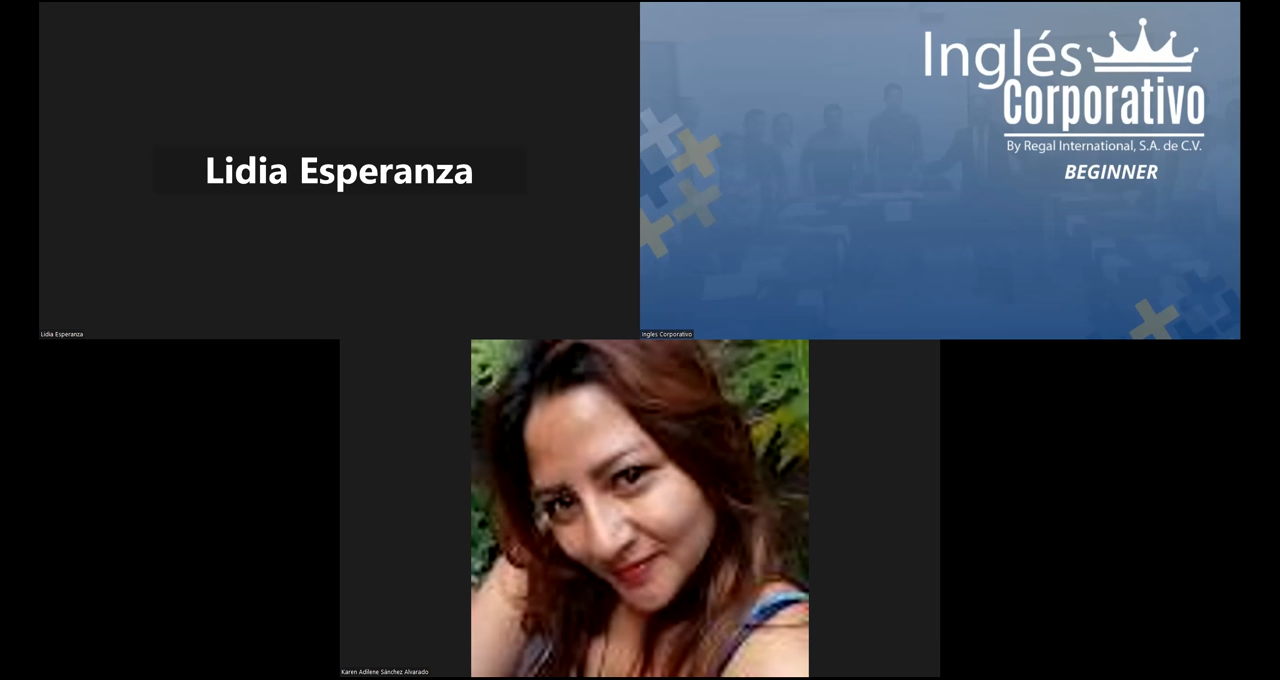 Lidia Esperanza
Lidia Esperanza
Inglés
Corporativo
By Regal International, S.A. de C.V.
BEGINNER
Ingles Corporativo
Karen Adilene Sánchez Alvarado